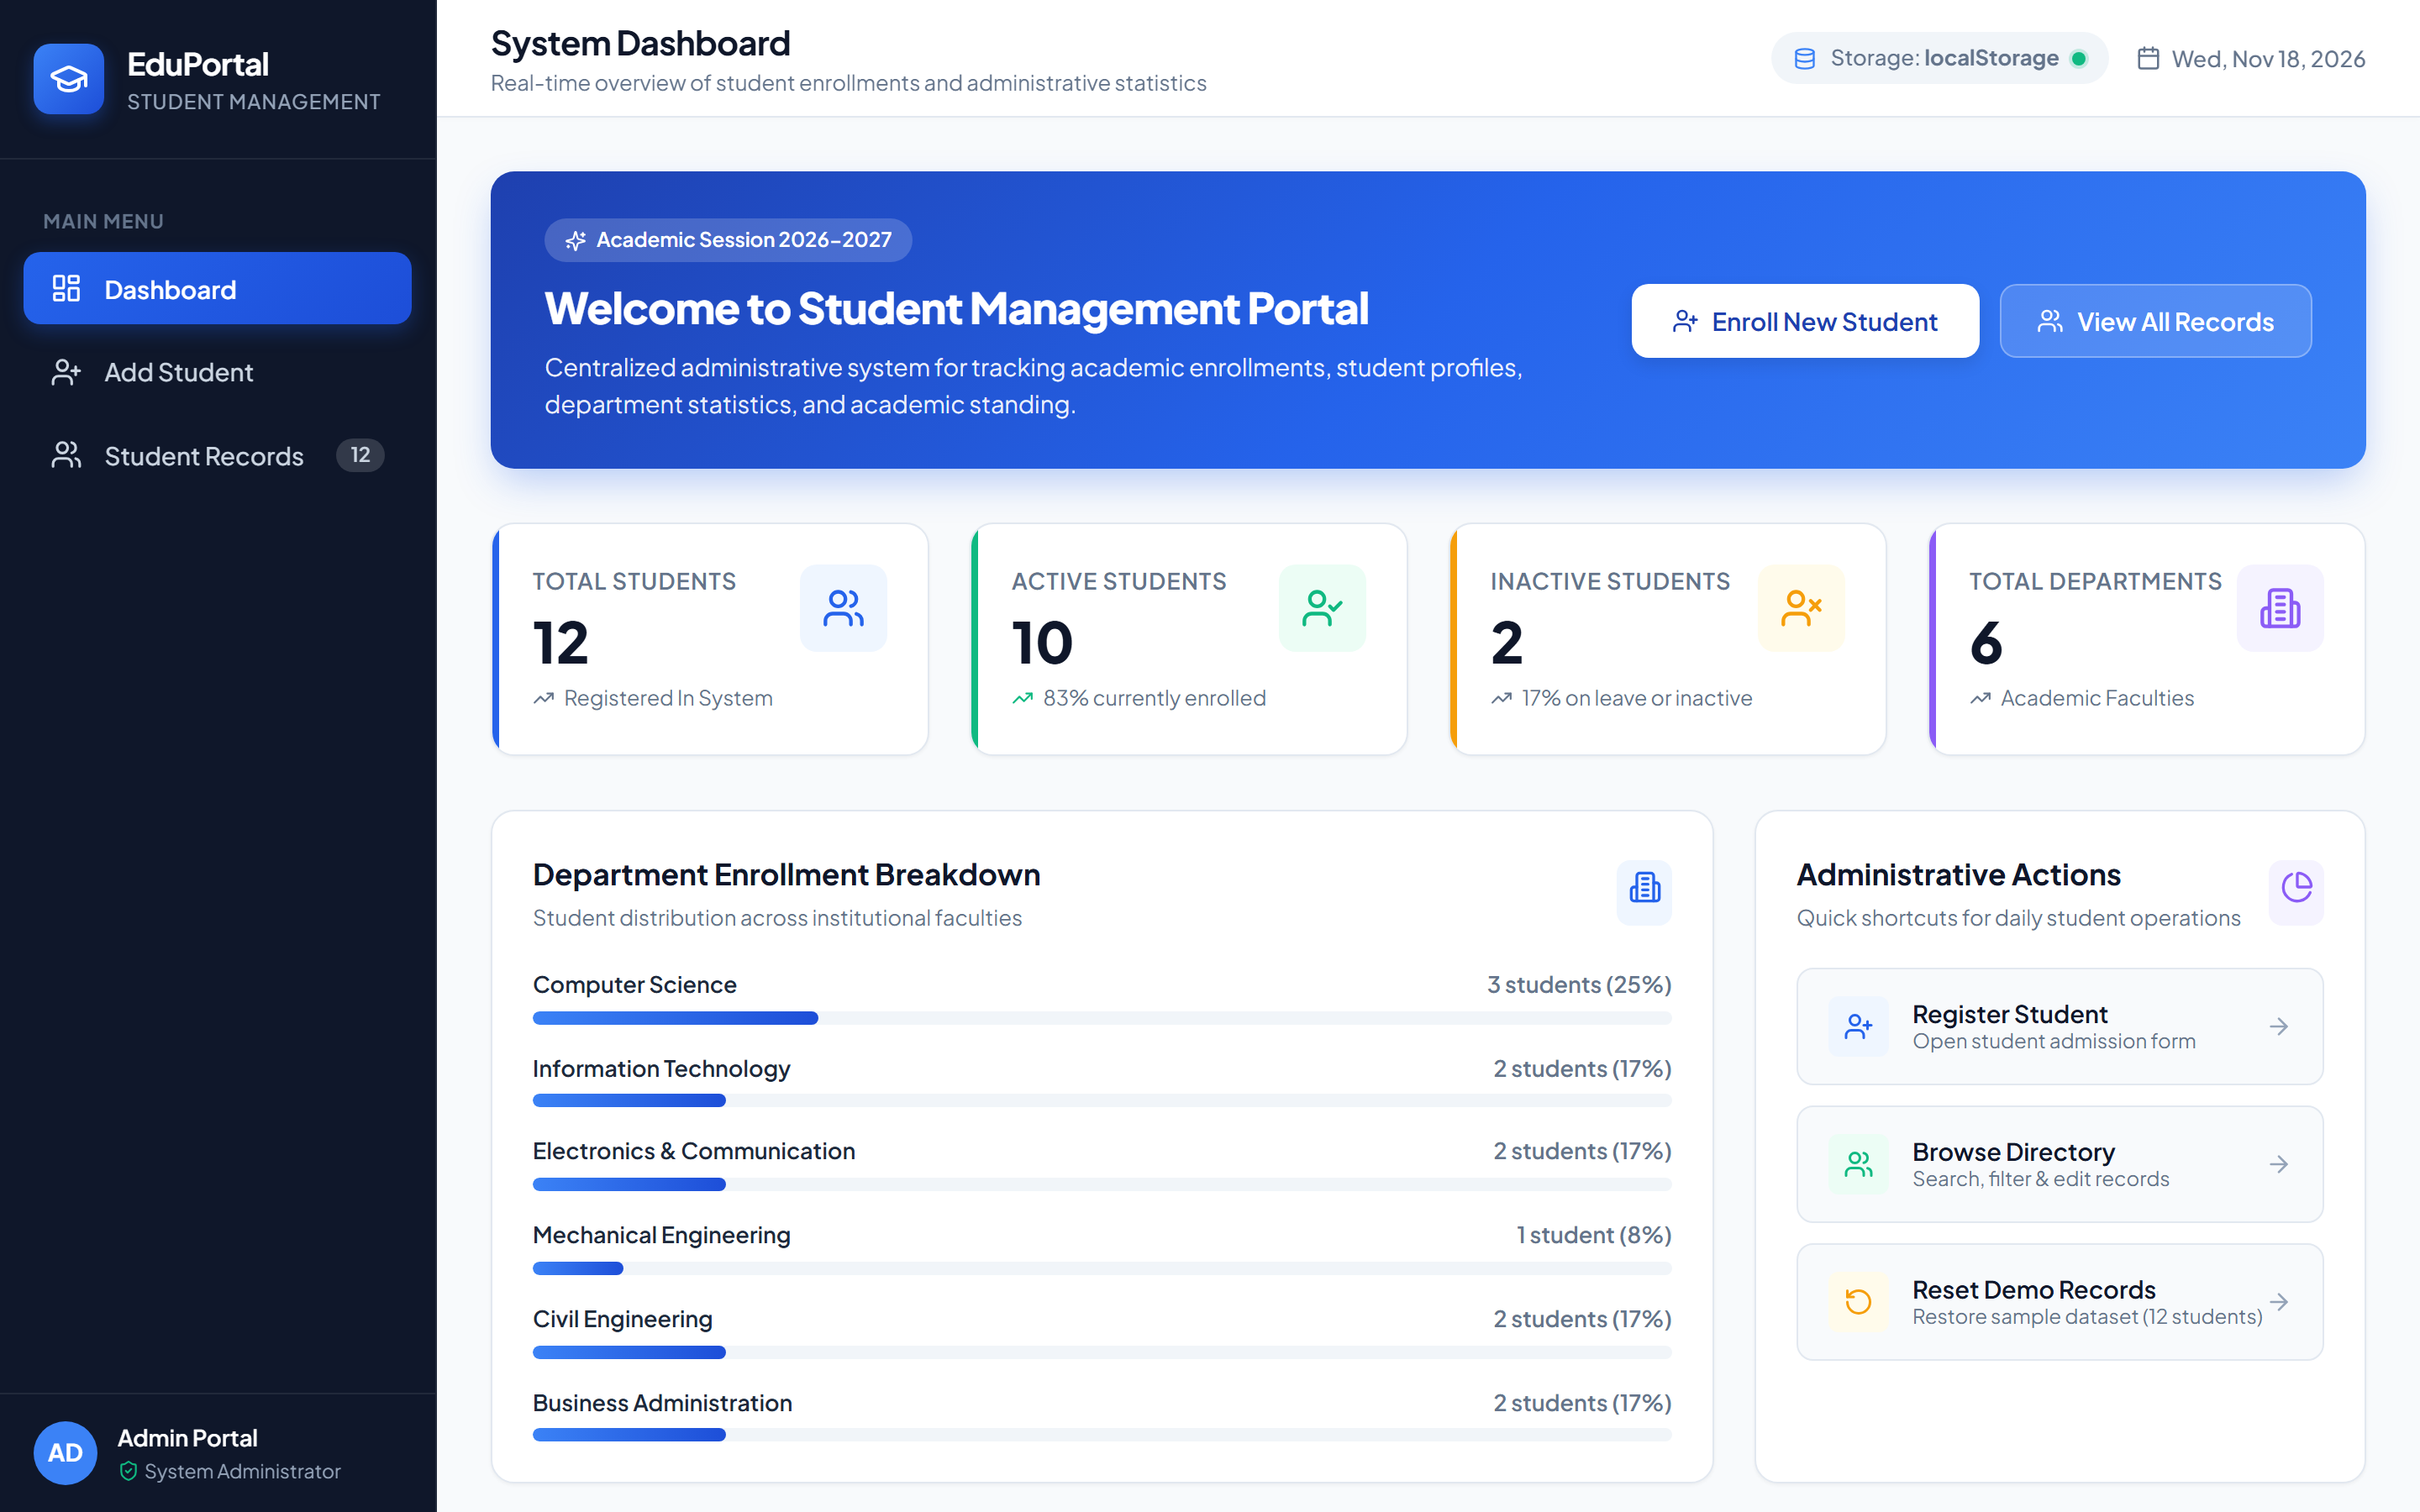 EduPortal
STUDENT MANAGEMENT
MAIN MENU
Dashboard
Add Student
Student Records 12
AD
Admin Portal
System Administrator
System Dashboard
Real-time overview of student enrollments and administrative statistics
Storage: localStorage
Wed, Nov 18, 2026
Academic Session 2026–2027
Welcome to Student Management Portal
Centralized administrative system for tracking academic enrollments, student profiles,
department statistics, and academic standing.
Enroll New Student
View All Records
TOTAL STUDENTS
12
Registered In System
ACTIVE STUDENTS
10
83% currently enrolled
INACTIVE STUDENTS
2
17% on leave or inactive
TOTAL DEPARTMENTS
6
Academic Faculties
Department Enrollment Breakdown
Student distribution across institutional faculties
Computer Science 3 students (25%)
Information Technology 2 students (17%)
Electronics & Communication 2 students (17%)
Mechanical Engineering 1 student (8%)
Civil Engineering 2 students (17%)
Business Administration 2 students (17%)
Administrative Actions
Quick shortcuts for daily student operations
Register Student
Open student admission form
Browse Directory
Search, filter & edit records
Reset Demo Records
Restore sample dataset (12 students)